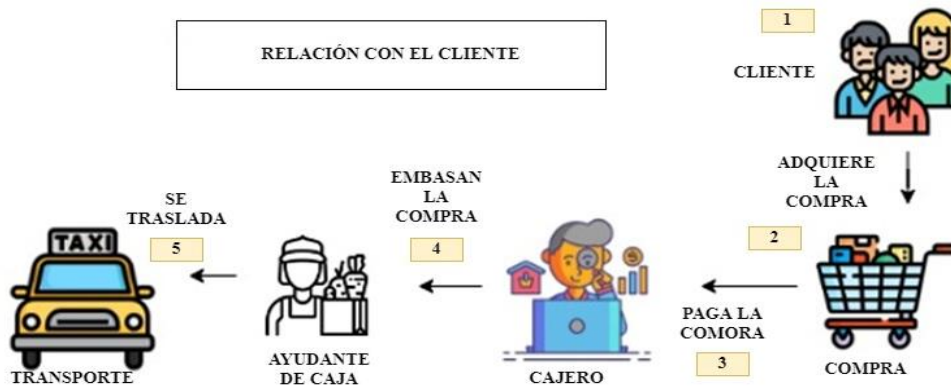 RELACIÓN CON EL CLIENTE
1
CLIENTE
ADQUIERE
LA
COMPRA
2
COMPRA
PAGA LA
COMORA
3
CAJERO
EMBASAN
LA
COMPRA
4
AYUDANTE
DE CAJA
SE
TRASLADA
5
TAXI
TRANSPORTE